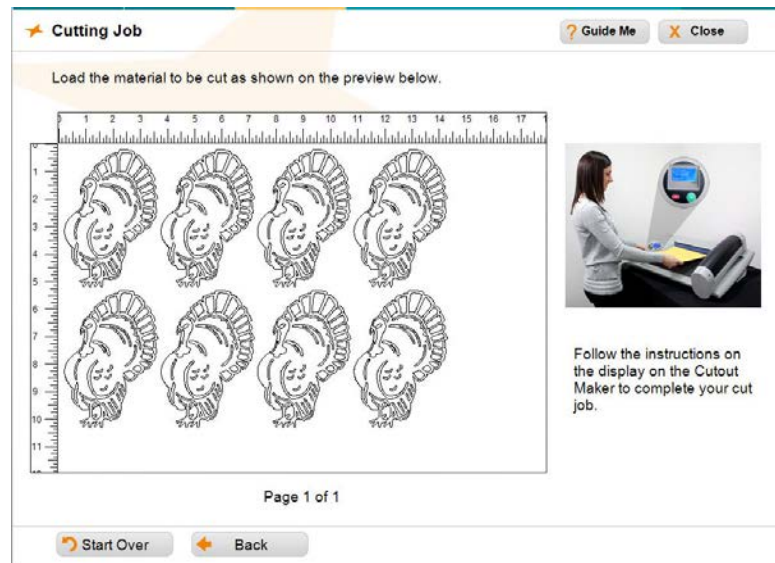 Cutting Job
? Guide Me
X Close
Load the material to be cut as shown on the preview below.
0 1 2 3 4 5 6 7 8 9 10 11 12 13 14 15 16 17 1
0
1
2
3
4
5
6
7
8
9
10
11
Follow the instructions on
the display on the Cutout
Maker to complete your cut
job.
Page 1 of 1
Start Over
Back